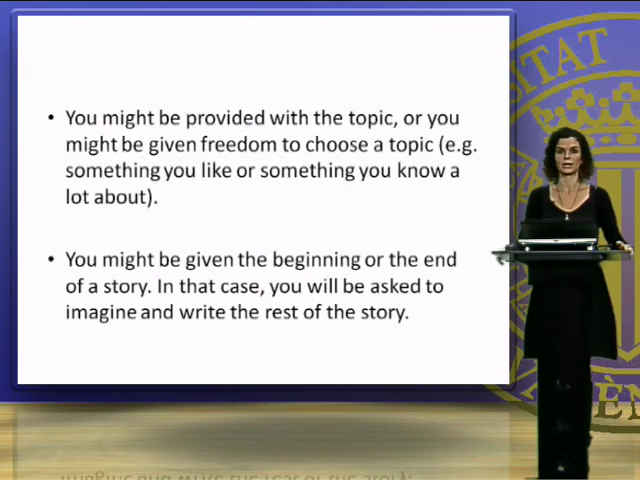 • You might be provided with the topic, or you
might be given freedom to choose a topic (e.g.
something you like or something you know a
lot about).
• You might be given the beginning or the end
of a story. In that case, you will be asked to
imagine and write the rest of the story.
SITAT
ÈN